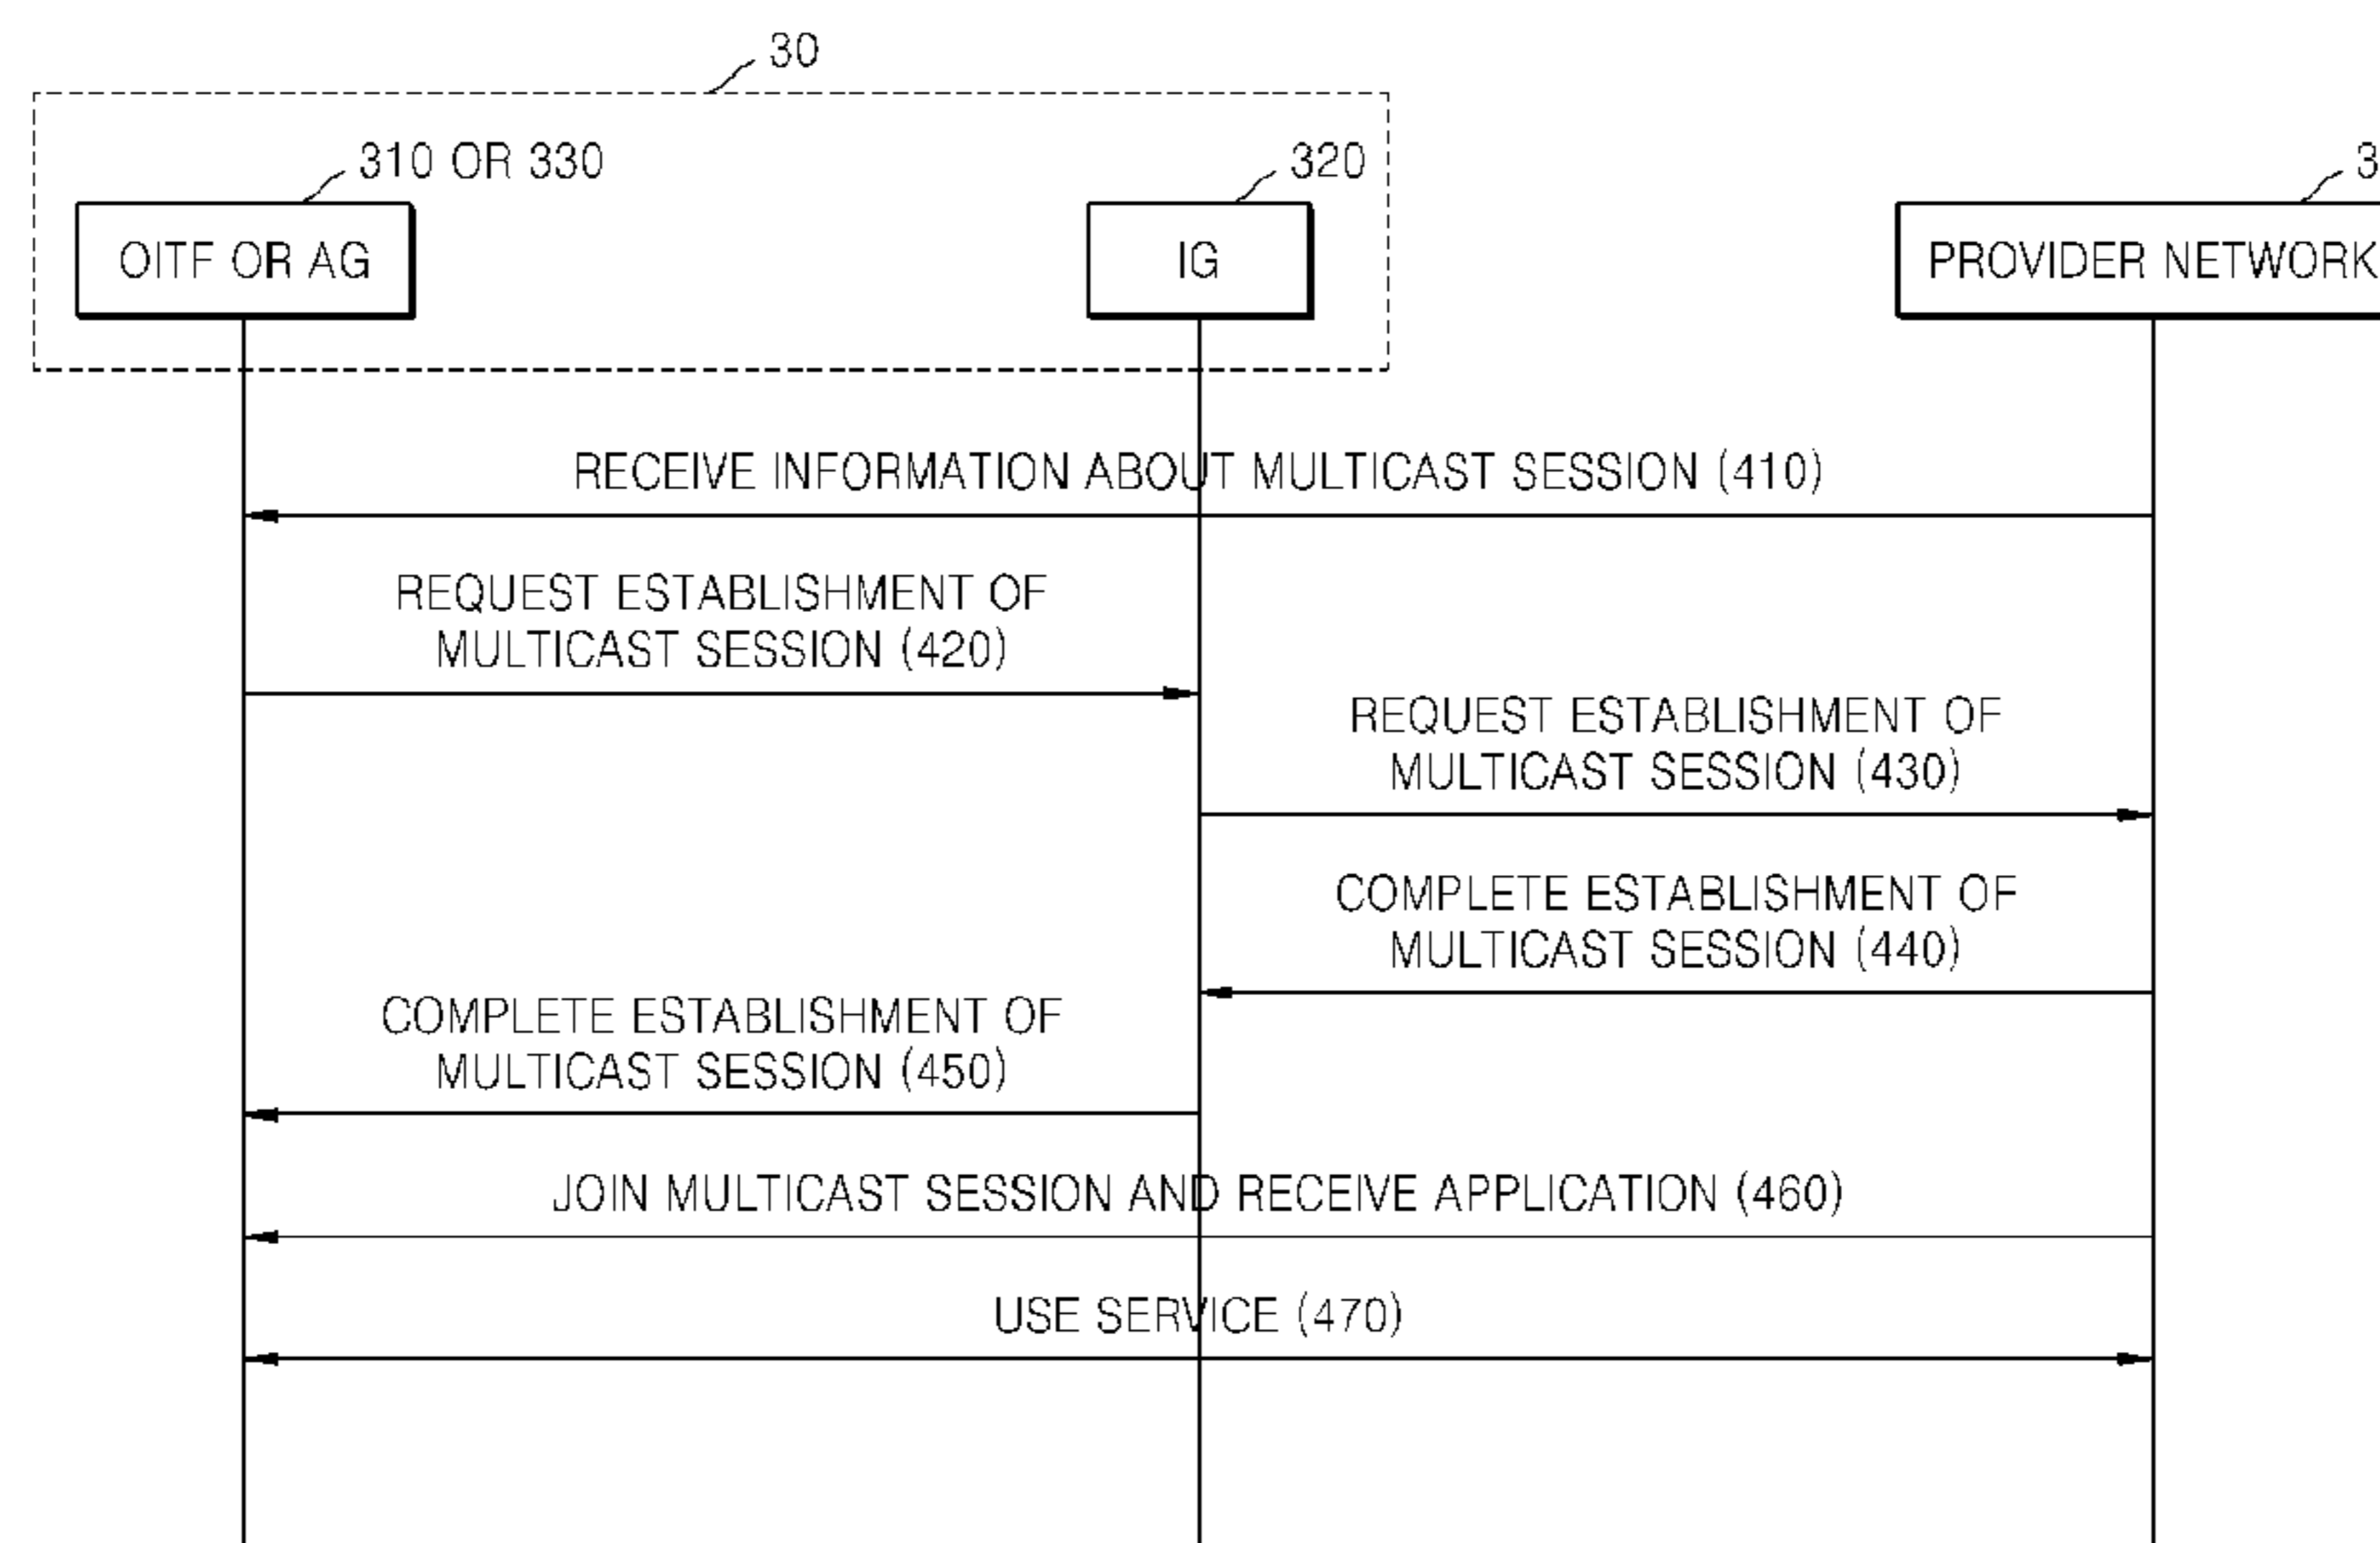 30
310 OR 330
320
OITF OR AG
IG
PROVIDER NETWORK
RECEIVE INFORMATION ABOUT MULTICAST SESSION (410)
REQUEST ESTABLISHMENT OF
MULTICAST SESSION (420)
REQUEST ESTABLISHMENT OF
MULTICAST SESSION (430)
COMPLETE ESTABLISHMENT OF
MULTICAST SESSION (440)
COMPLETE ESTABLISHMENT OF
MULTICAST SESSION (450)
JOIN MULTICAST SESSION AND RECEIVE APPLICATION (460)
USE SERVICE (470)